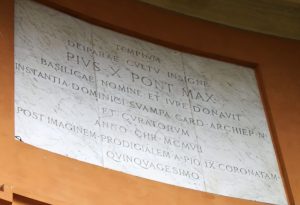 TEMPLVM
DEIPARAE CVLTV INSIGNE
PIVS X PONT MAX
BASILICAE NOMINE ET IVRE DONAVIT
INSTANTIA DOMINICI SVAMPA CARD ARCHIEP N
ET CVRATORVM
ANNO CHR MCMVII
POST IMAGINEM PRODIGIALEM A PIO IX CORONATAM
QVINQVAGESIMO